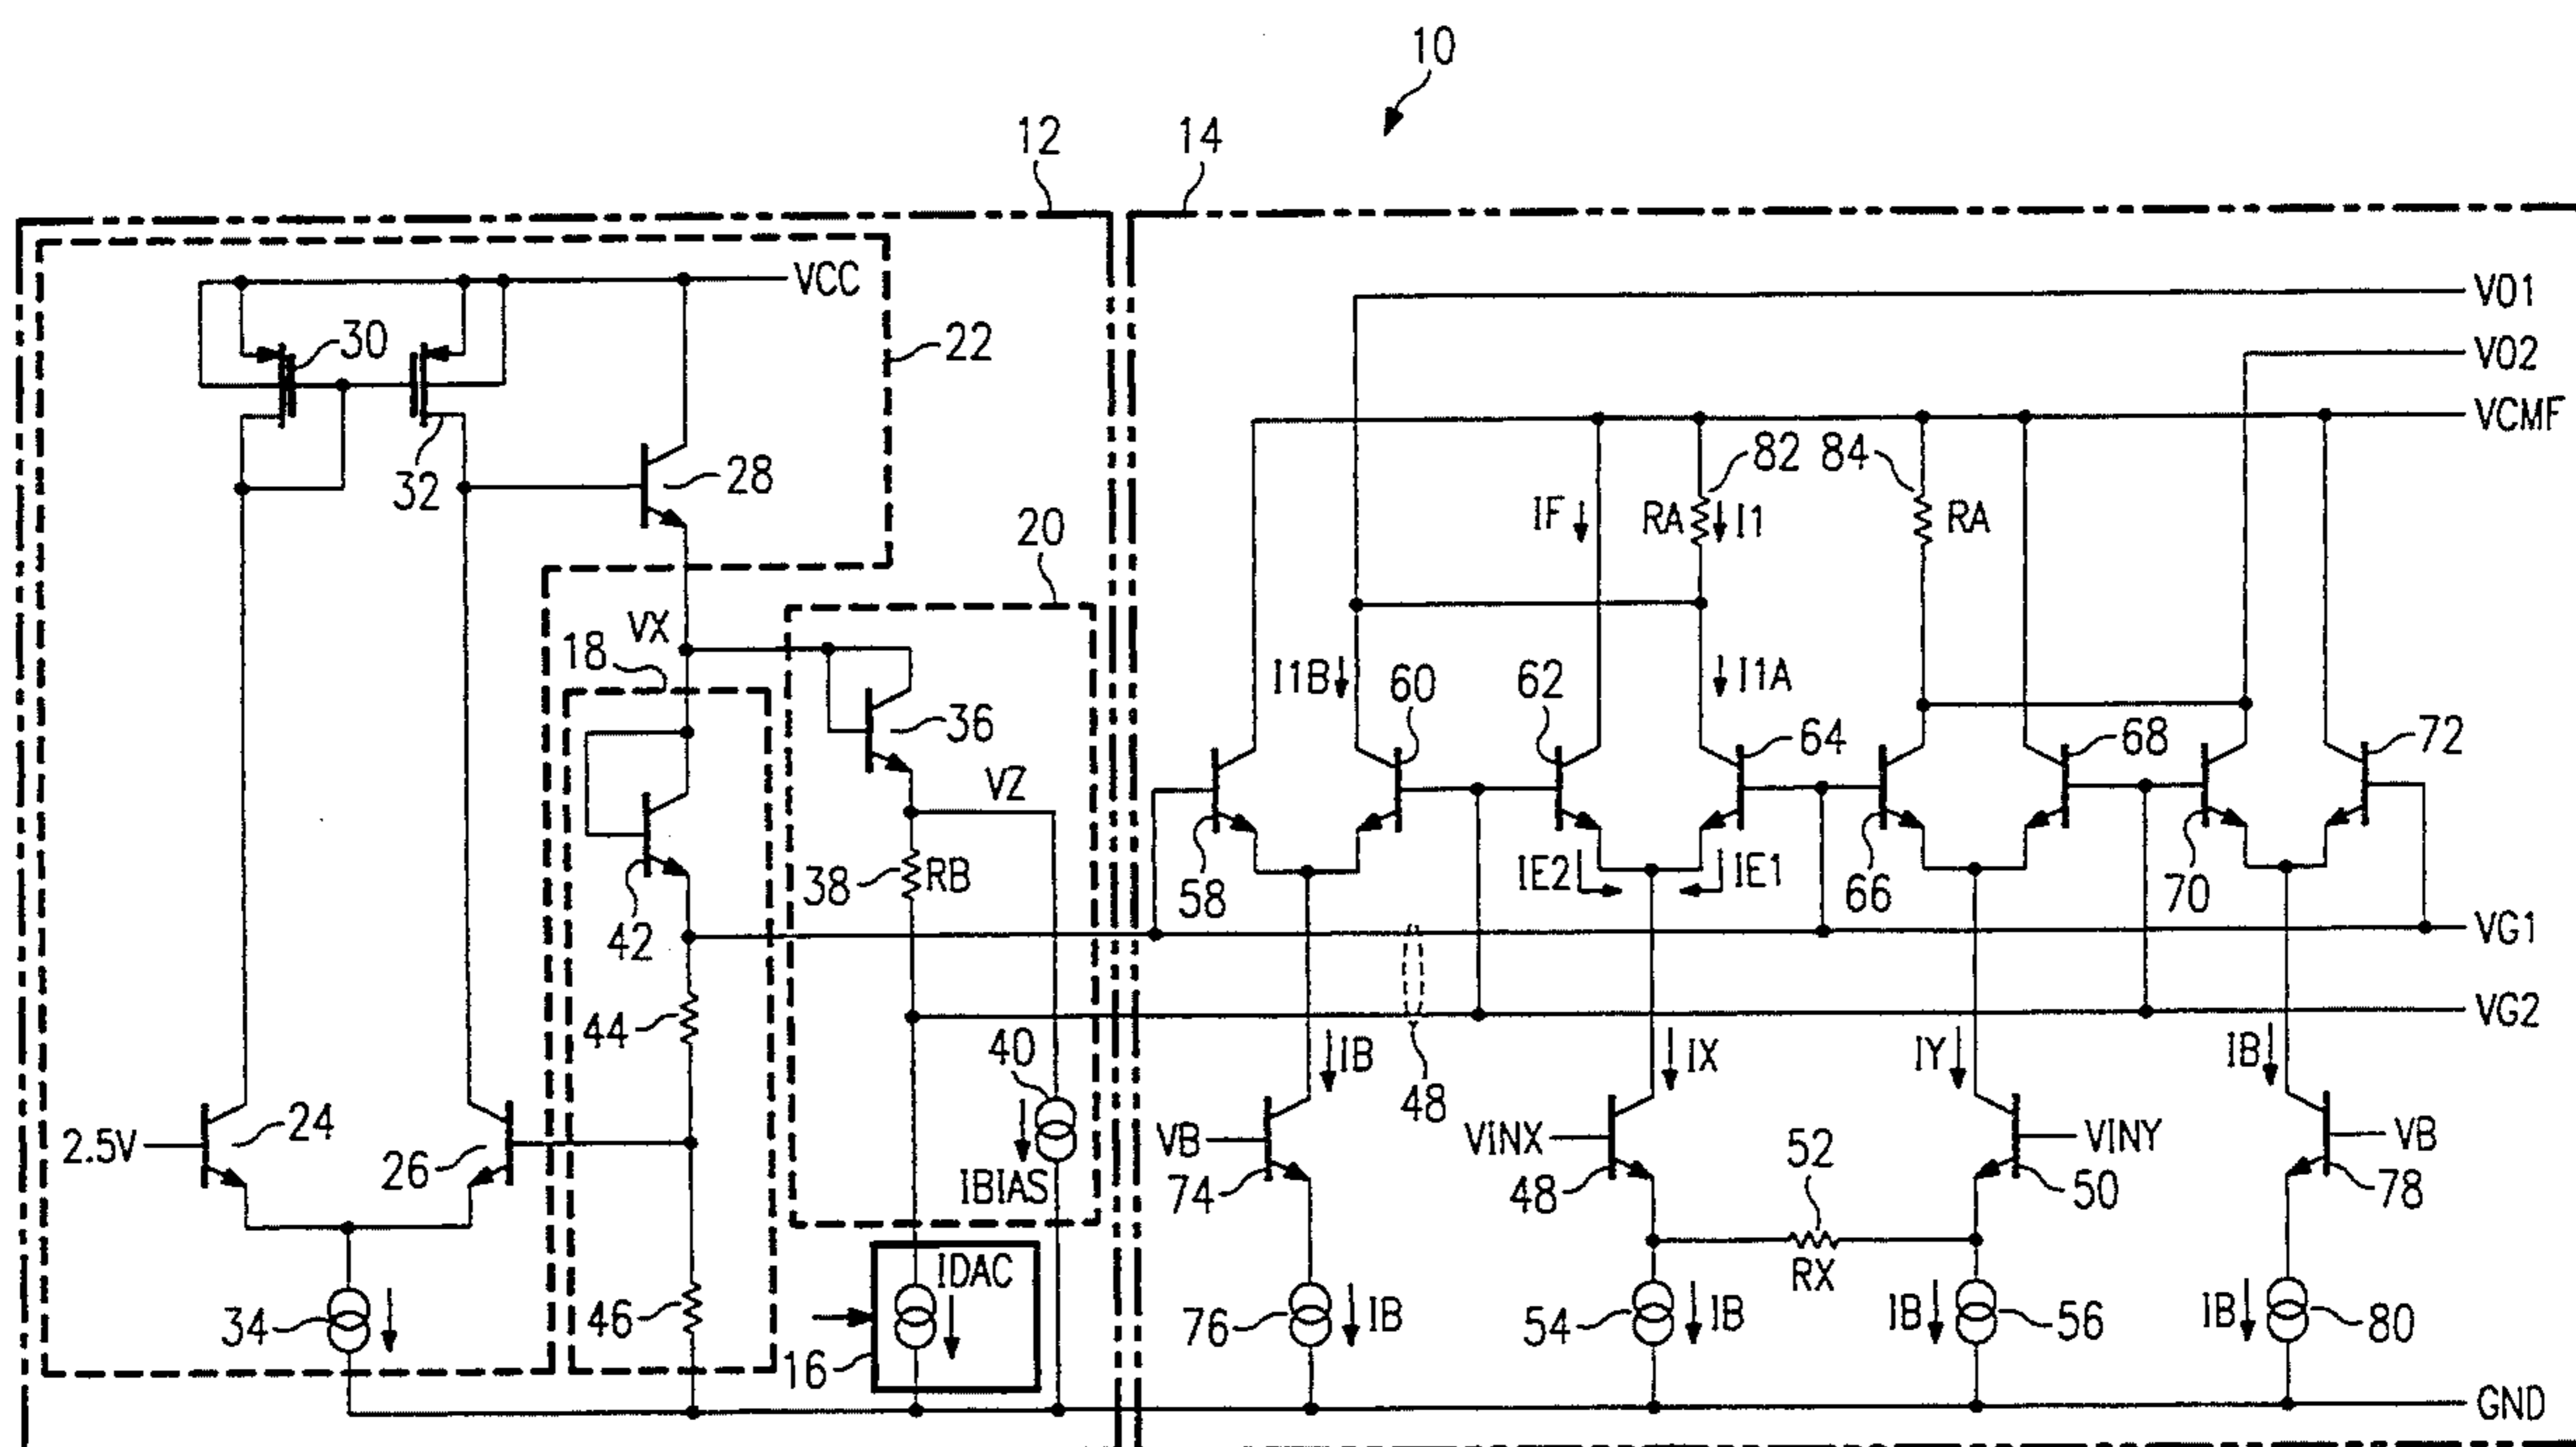 10
12
14
VCC
VO1
30
22
VO2
VCMF
32
28
82
84
IF
RA
I1
RA
20
VX
18
I1B
60
62
I1A
64
68
72
36
VZ
38
RB
58
IE2
IE1
66
70
42
VG1
44
VG2
40
IB
48
IX
IY
IB
2.5V
24
26
IBIAS
VB
74
VINX
48
52
VINY
50
VB
78
RX
IDAC
34
46
16
76
IB
54
IB
IB
56
IB
80
GND